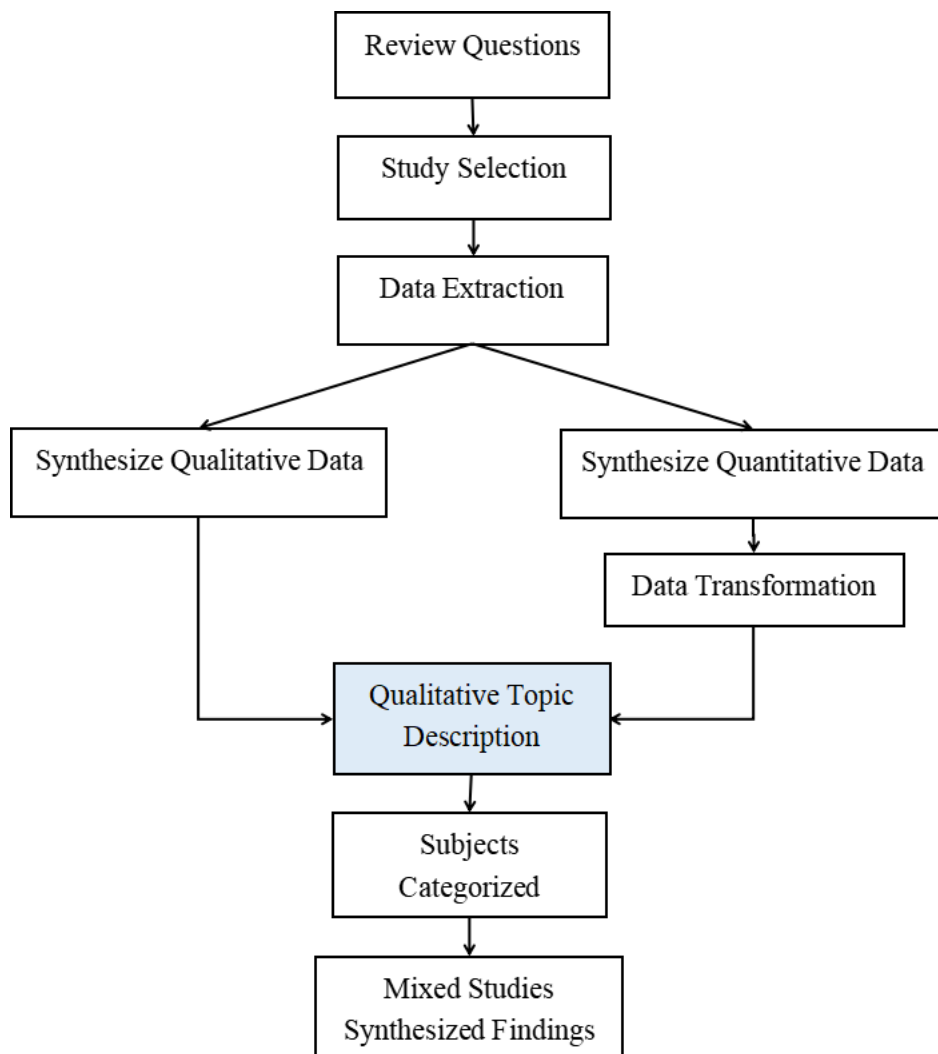 Review Questions
Study Selection
Data Extraction
Synthesize Qualitative Data
Synthesize Quantitative Data
Data Transformation
Qualitative Topic
Description
Subjects
Categorized
Mixed Studies
Synthesized Findings